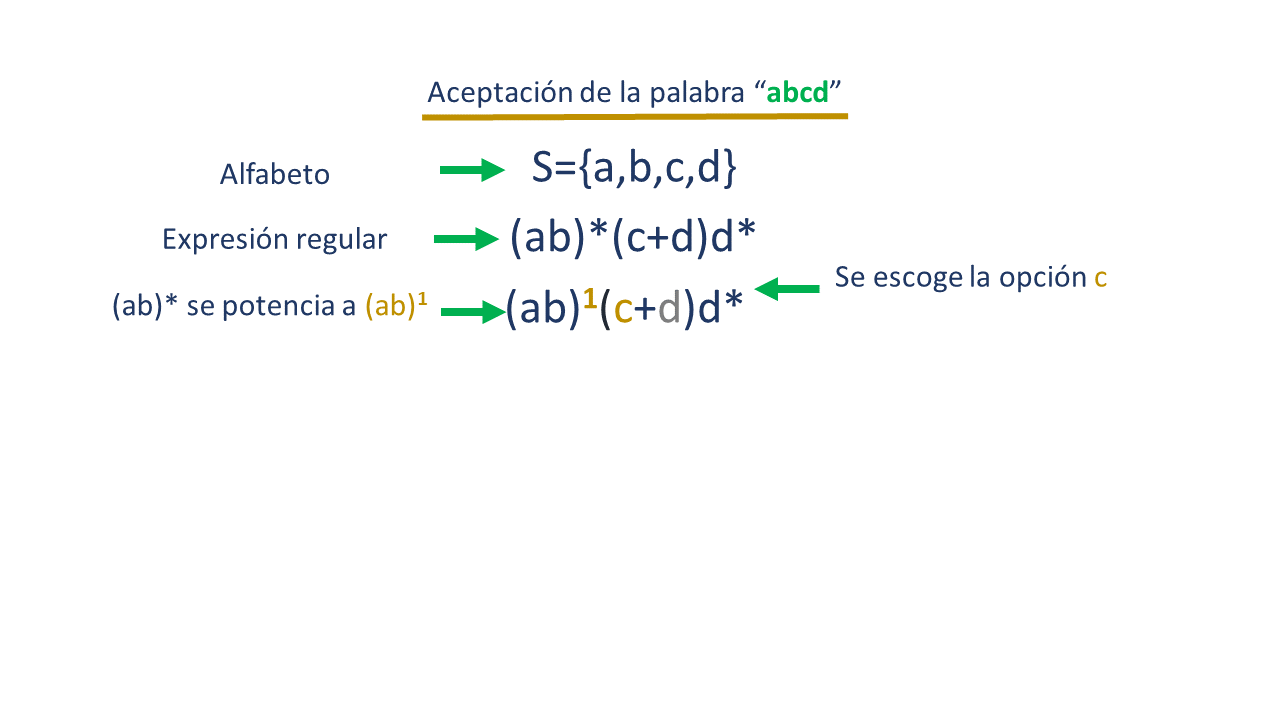 Aceptación de la palabra “abcd”
Alfabeto S={a,b,c,d}
Expresión regular (ab)*(c+d)d*
Se escoge la opción c
(ab)* se potencia a (ab)¹ (ab)¹(c+d)d*